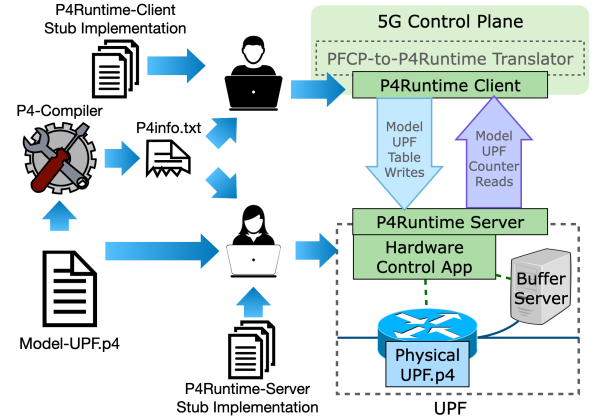 P4Runtime-Client
Stub Implementation
5G Control Plane
PFCP-to-P4Runtime Translator
P4Runtime Client
P4-Compiler
P4info.txt
Model
UPF
Table
Writes
Model
UPF
Counter
Reads
P4Runtime Server
Hardware
Control App
Buffer
Server
Model-UPF.p4
Physical
UPF.p4
P4Runtime-Server
Stub Implementation
UPF